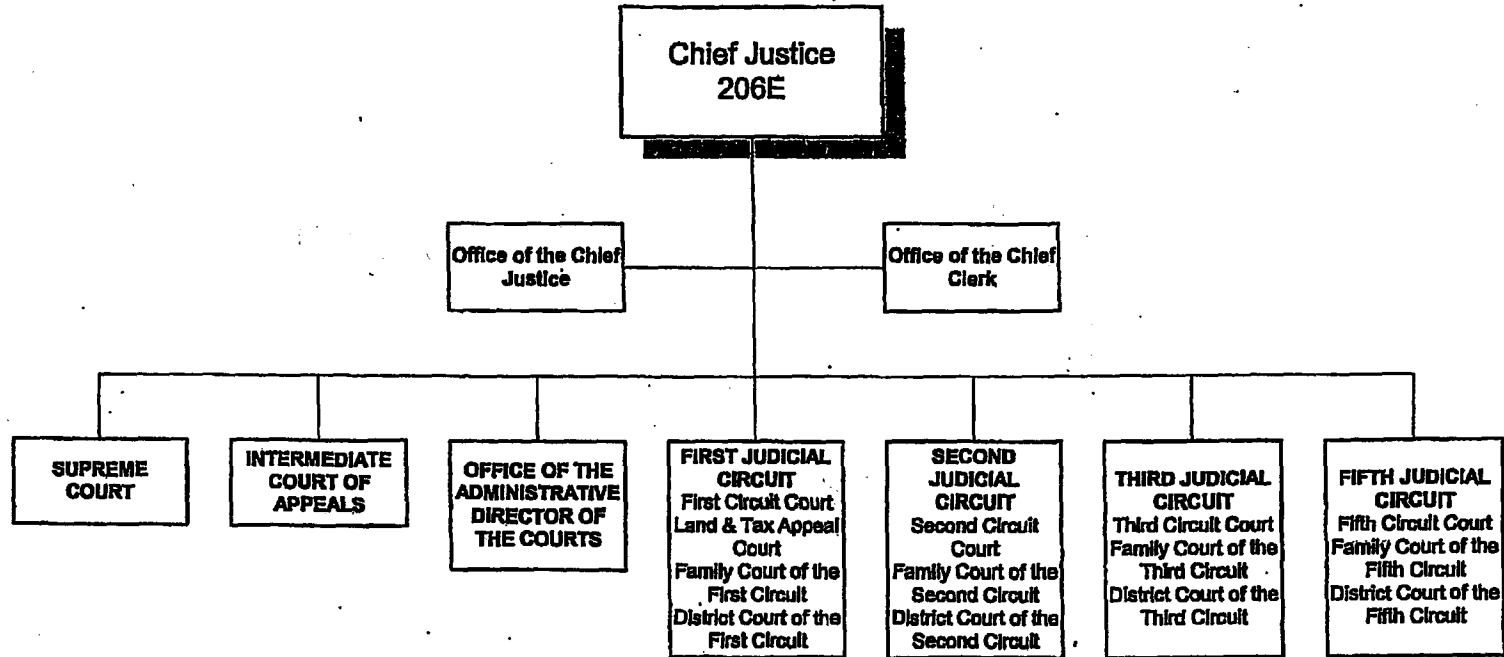 Chief Justice
206E
Office of the Chief
Justice
Office of the Chief
Clerk
SUPREME
COURT
INTERMEDIATE
COURT OF
APPEALS
OFFICE OF THE
ADMINISTRATIVE
DIRECTOR OF
THE COURTS
FIRST JUDICIAL
CIRCUIT
First Circuit Court
Land & Tax Appeal
Court
Family Court of the
First Circuit
District Court of the
First Circuit
SECOND
JUDICIAL
CIRCUIT
Second Circuit
Court
Family Court of the
Second Circuit
District Court of the
Second Circuit
THIRD JUDICIAL
CIRCUIT
Third Circuit Court
Family Court of the
Third Circuit
District Court of the
Third Circuit
FIFTH JUDICIAL
CIRCUIT
Fifth Circuit Court
Family Court of the
Fifth Circuit
District Court of the
Fifth Circuit